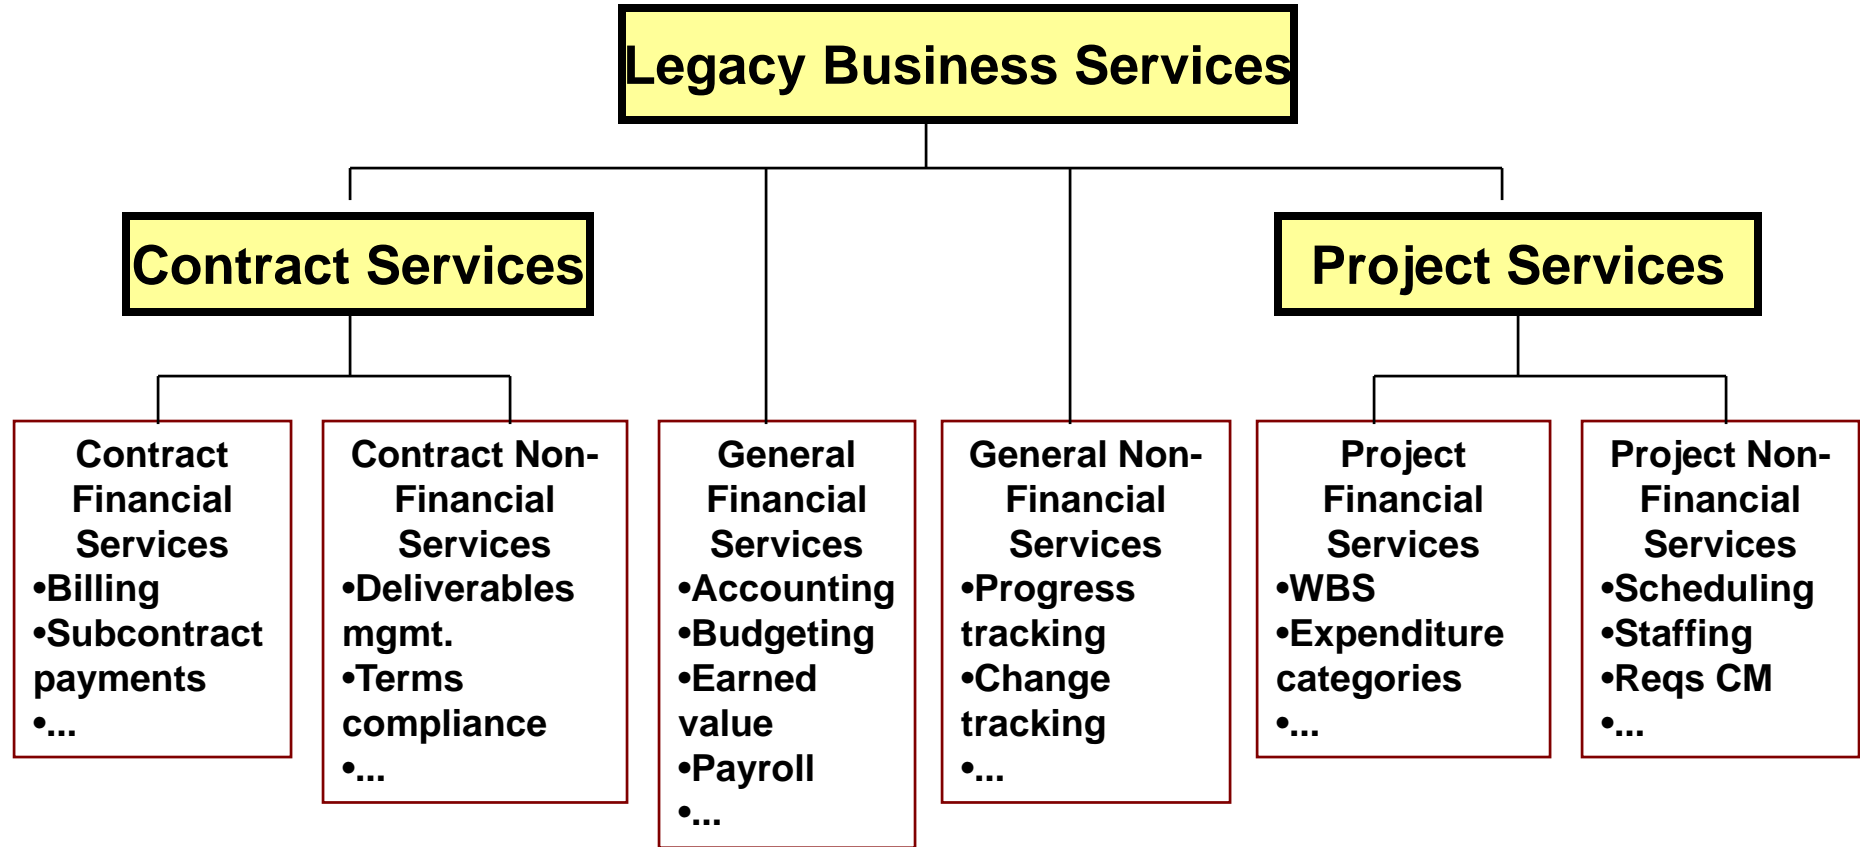 Legacy Business Services
Contract Services
Project Services
Contract
Financial
Services
•Billing
•Subcontract
payments
•...
Contract Non-
Financial
Services
•Deliverables
mgmt.
•Terms
compliance
•...
General
Financial
Services
•Accounting
•Budgeting
•Earned
value
•Payroll
•...
General Non-
Financial
Services
•Progress
tracking
•Change
tracking
•...
Project
Financial
Services
•WBS
•Expenditure
categories
•...
Project Non-
Financial
Services
•Scheduling
•Staffing
•Reqs CM
•...